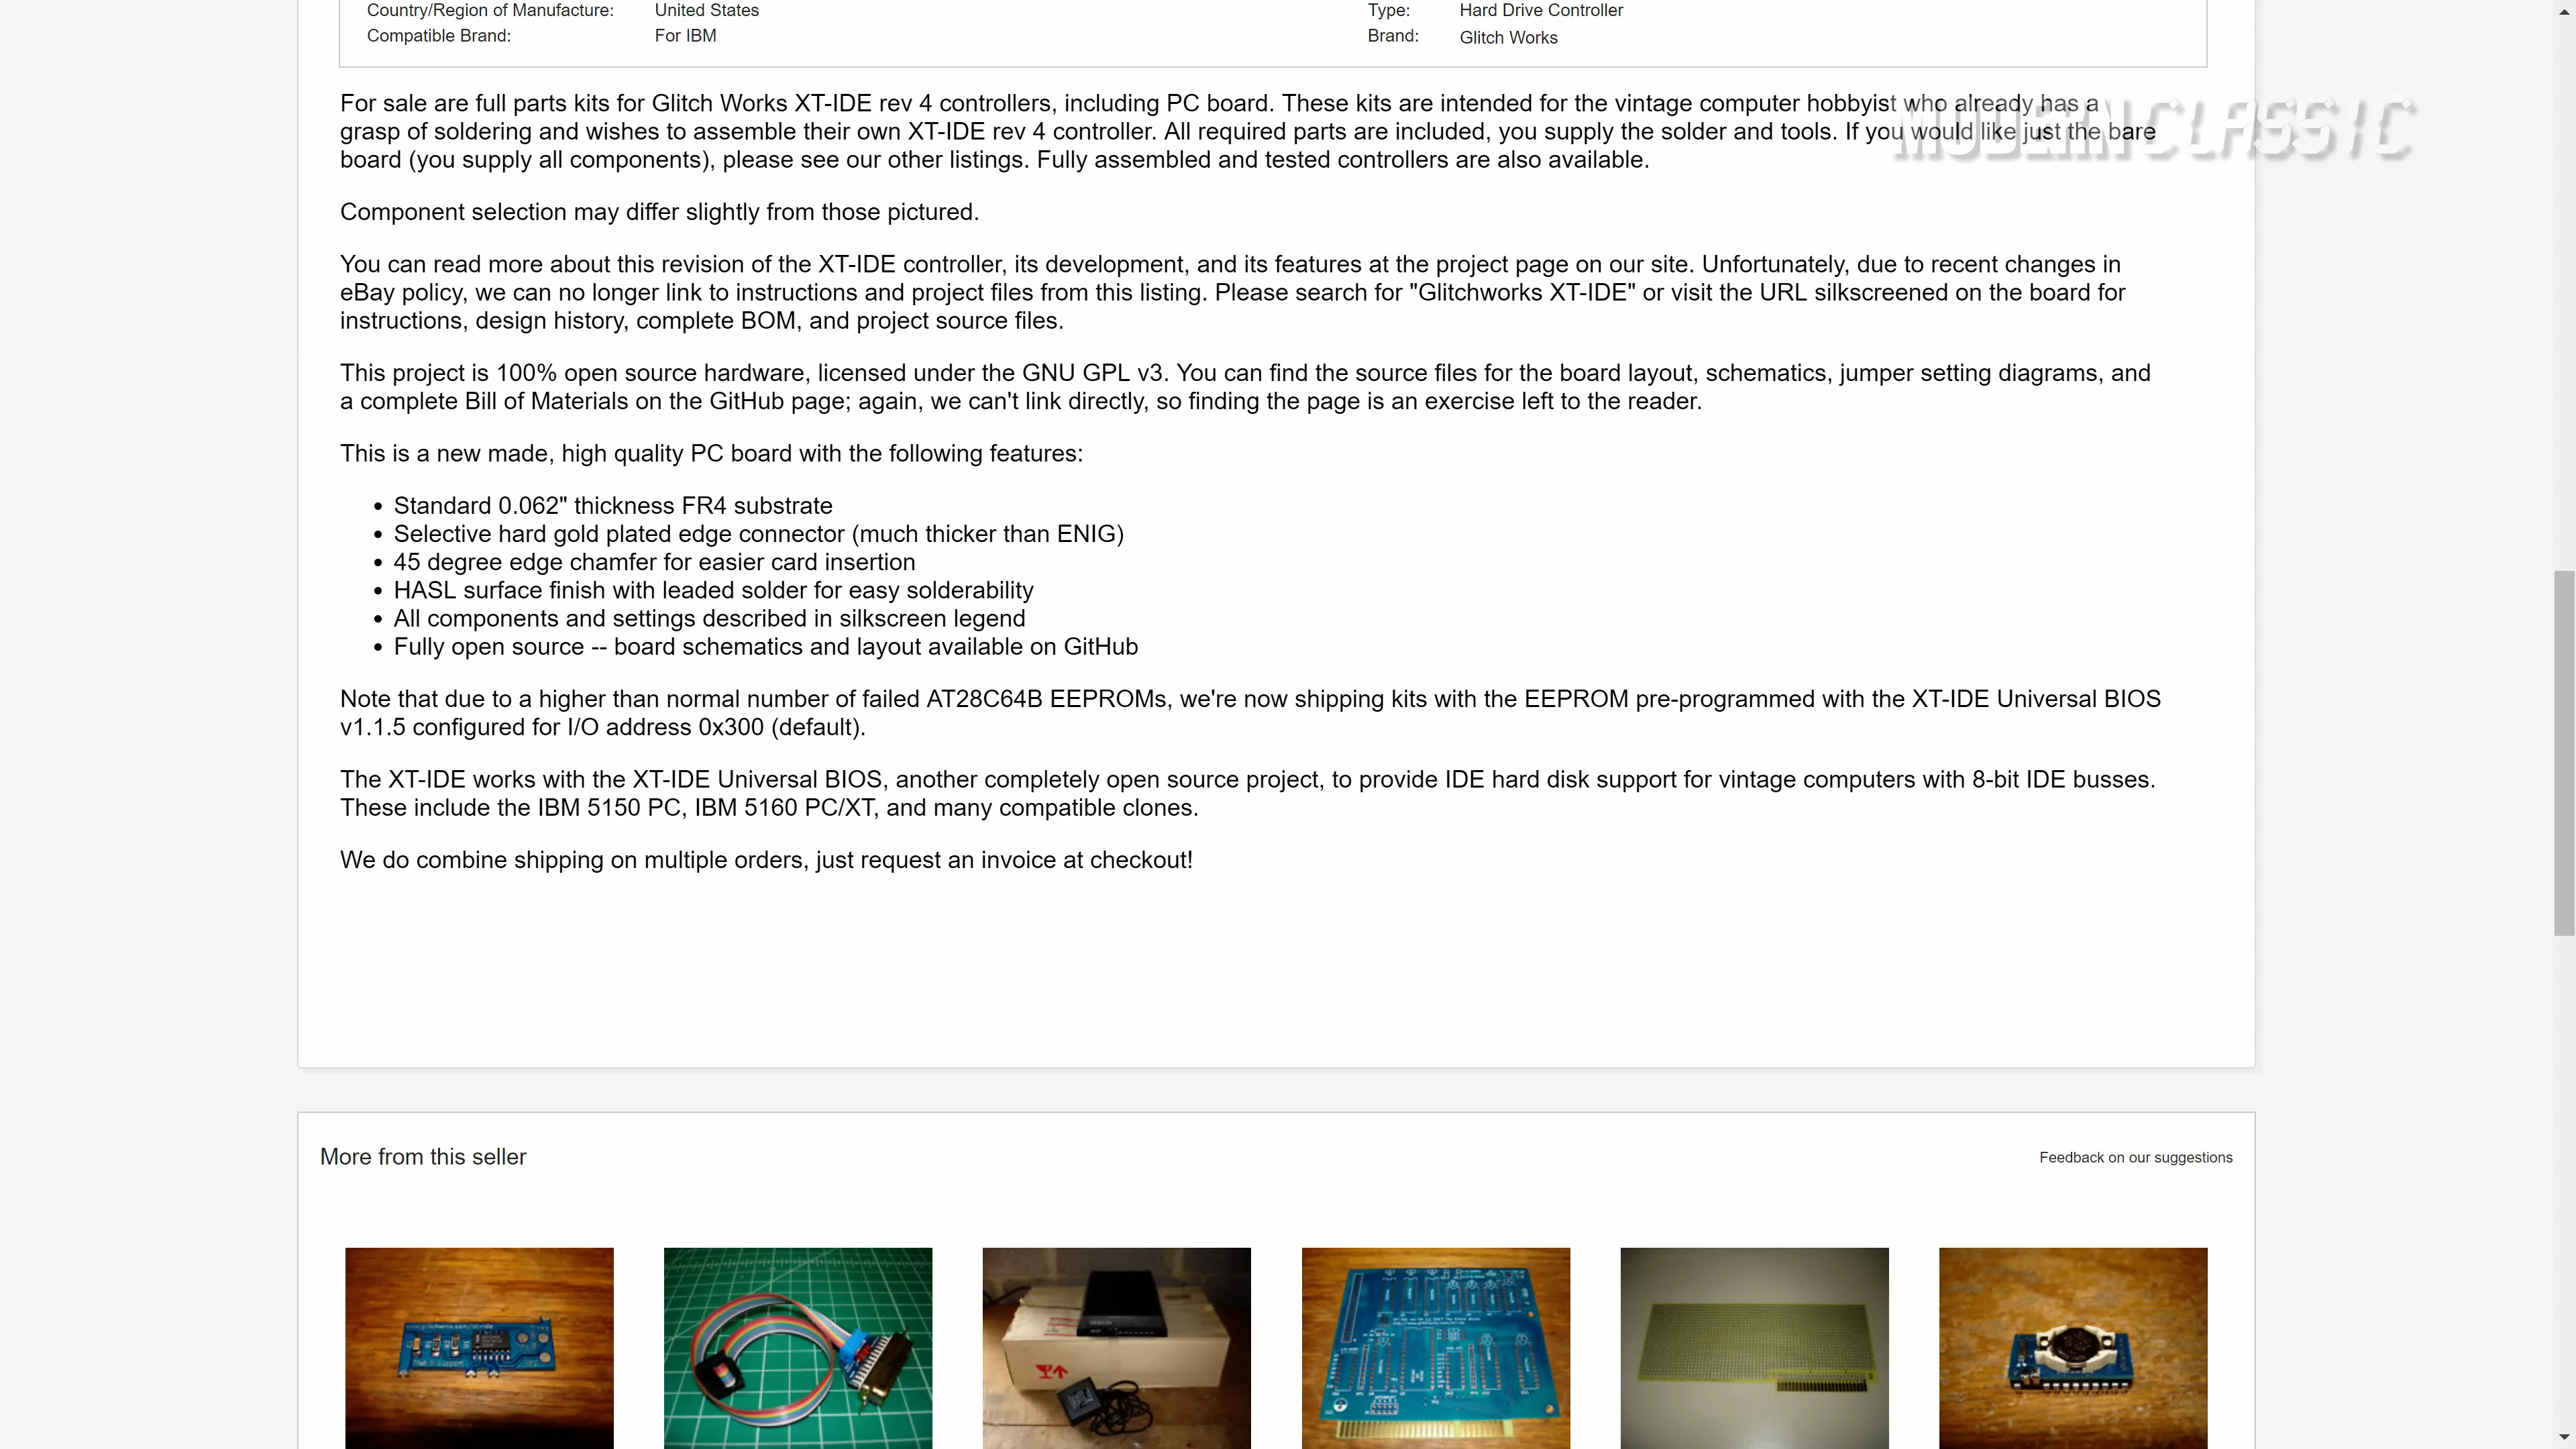 Country/Region of Manufacture: United States Type: Hard Drive Controller
Compatible Brand: For IBM Brand: Glitch Works
MODERN CLASSIC
For sale are full parts kits for Glitch Works XT-IDE rev 4 controllers, including PC board. These kits are intended for the vintage computer hobbyist who already has a
grasp of soldering and wishes to assemble their own XT-IDE rev 4 controller. All required parts are included, you supply the solder and tools. If you would like just the bare
board (you supply all components), please see our other listings. Fully assembled and tested controllers are also available.
Component selection may differ slightly from those pictured.
You can read more about this revision of the XT-IDE controller, its development, and its features at the project page on our site. Unfortunately, due to recent changes in
eBay policy, we can no longer link to instructions and project files from this listing. Please search for "Glitchworks XT-IDE" or visit the URL silkscreened on the board for
instructions, design history, complete BOM, and project source files.
This project is 100% open source hardware, licensed under the GNU GPL v3. You can find the source files for the board layout, schematics, jumper setting diagrams, and
a complete Bill of Materials on the GitHub page; again, we can't link directly, so finding the page is an exercise left to the reader.
This is a new made, high quality PC board with the following features:
• Standard 0.062" thickness FR4 substrate
• Selective hard gold plated edge connector (much thicker than ENIG)
• 45 degree edge chamfer for easier card insertion
• HASL surface finish with leaded solder for easy solderability
• All components and settings described in silkscreen legend
• Fully open source -- board schematics and layout available on GitHub
Note that due to a higher than normal number of failed AT28C64B EEPROMs, we're now shipping kits with the EEPROM pre-programmed with the XT-IDE Universal BIOS
v1.1.5 configured for I/O address 0x300 (default).
The XT-IDE works with the XT-IDE Universal BIOS, another completely open source project, to provide IDE hard disk support for vintage computers with 8-bit IDE busses.
These include the IBM 5150 PC, IBM 5160 PC/XT, and many compatible clones.
We do combine shipping on multiple orders, just request an invoice at checkout!
More from this seller
Feedback on our suggestions